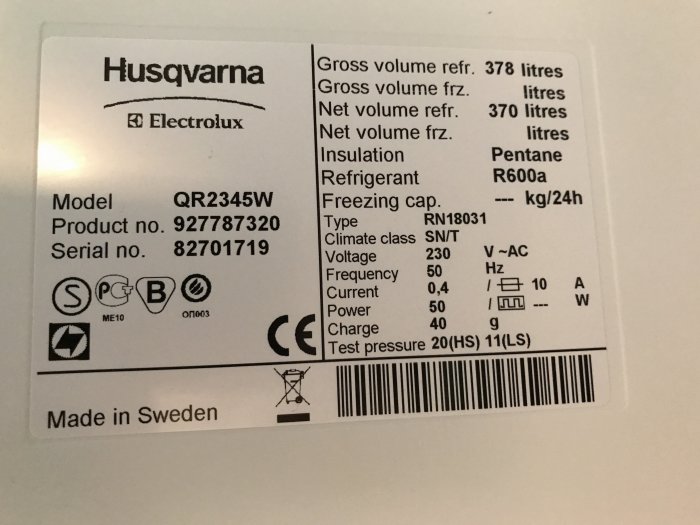 Husqvarna
Electrolux
Model QR2345W
Product no. 927787320
Serial no. 82701719
S PC B
ME10 ОП003
CE
Made in Sweden
Gross volume refr. 378 litres
Gross volume frz. litres
Net volume refr. 370 litres
Net volume frz. litres
Insulation Pentane
Refrigerant R600a
Freezing cap. --- kg/24h
Type RN18031
Climate class SN/T
Voltage 230 V ~AC
Frequency 50 Hz
Current 0,4 / 10 A
Power 50 / --- W
Charge 40 g
Test pressure 20(HS) 11(LS)